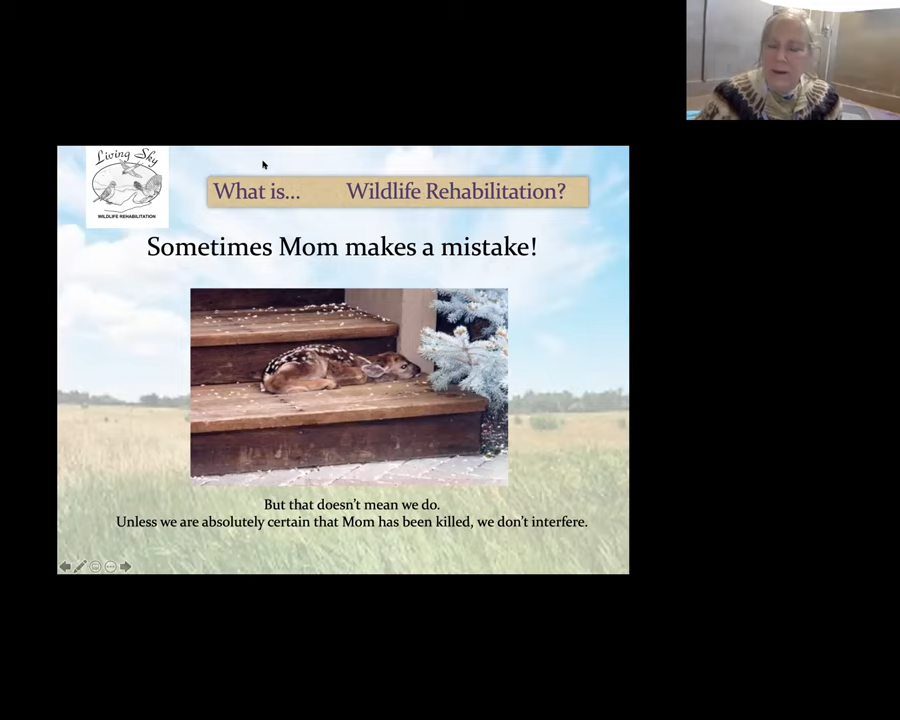 Living Sky
WILDLIFE REHABILITATION
What is... Wildlife Rehabilitation?
Sometimes Mom makes a mistake!
But that doesn't mean we do.
Unless we are absolutely certain that Mom has been killed, we don't interfere.